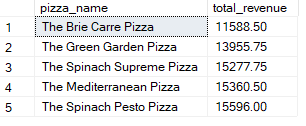 pizza_name total_revenue
1 The Brie Carre Pizza 11588.50
2 The Green Garden Pizza 13955.75
3 The Spinach Supreme Pizza 15277.75
4 The Mediterranean Pizza 15360.50
5 The Spinach Pesto Pizza 15596.00